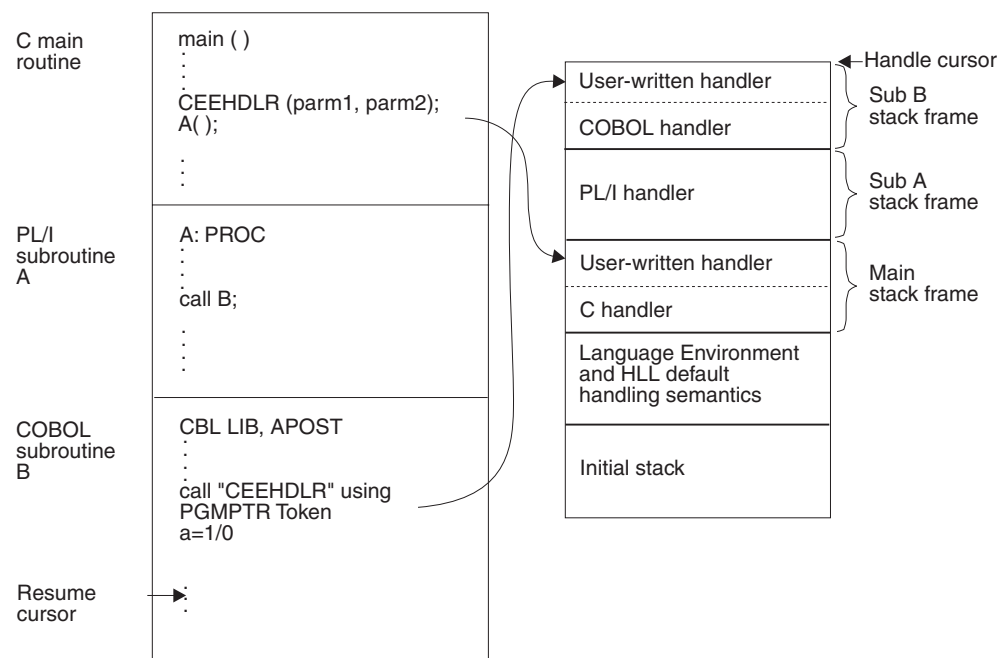 C main
routine
main ( )
.
.
.
.
CEEHDLR (parm1, parm2);
A( );
.
.
.
PL/I
subroutine
A
A: PROC
.
.
.
.
call B;
.
.
.
.
COBOL
subroutine
B
CBL LIB, APOST
.
.
.
.
call "CEEHDLR" using
PGMPTR Token
a=1/0
Resume
cursor
.
.
.
Handle cursor
User-written handler
COBOL handler
Sub B
stack frame
PL/I handler
Sub A
stack frame
User-written handler
C handler
Main
stack frame
Language Environment
and HLL default
handling semantics
Initial stack